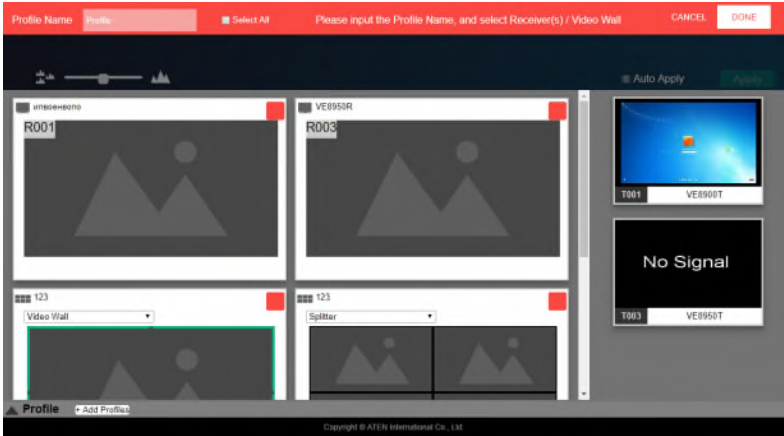 Profile Name Profile Select All Please input the Profile Name, and select Receiver(s) / Video Wall CANCEL DONE
Auto Apply Apply
VE8950R
R001 R003
T001 VE8900T
No Signal
123 123
Video Wall Splitter
T003 VE8950T
Profile + Add Profiles
Copyright © ATEN International Co., Ltd.